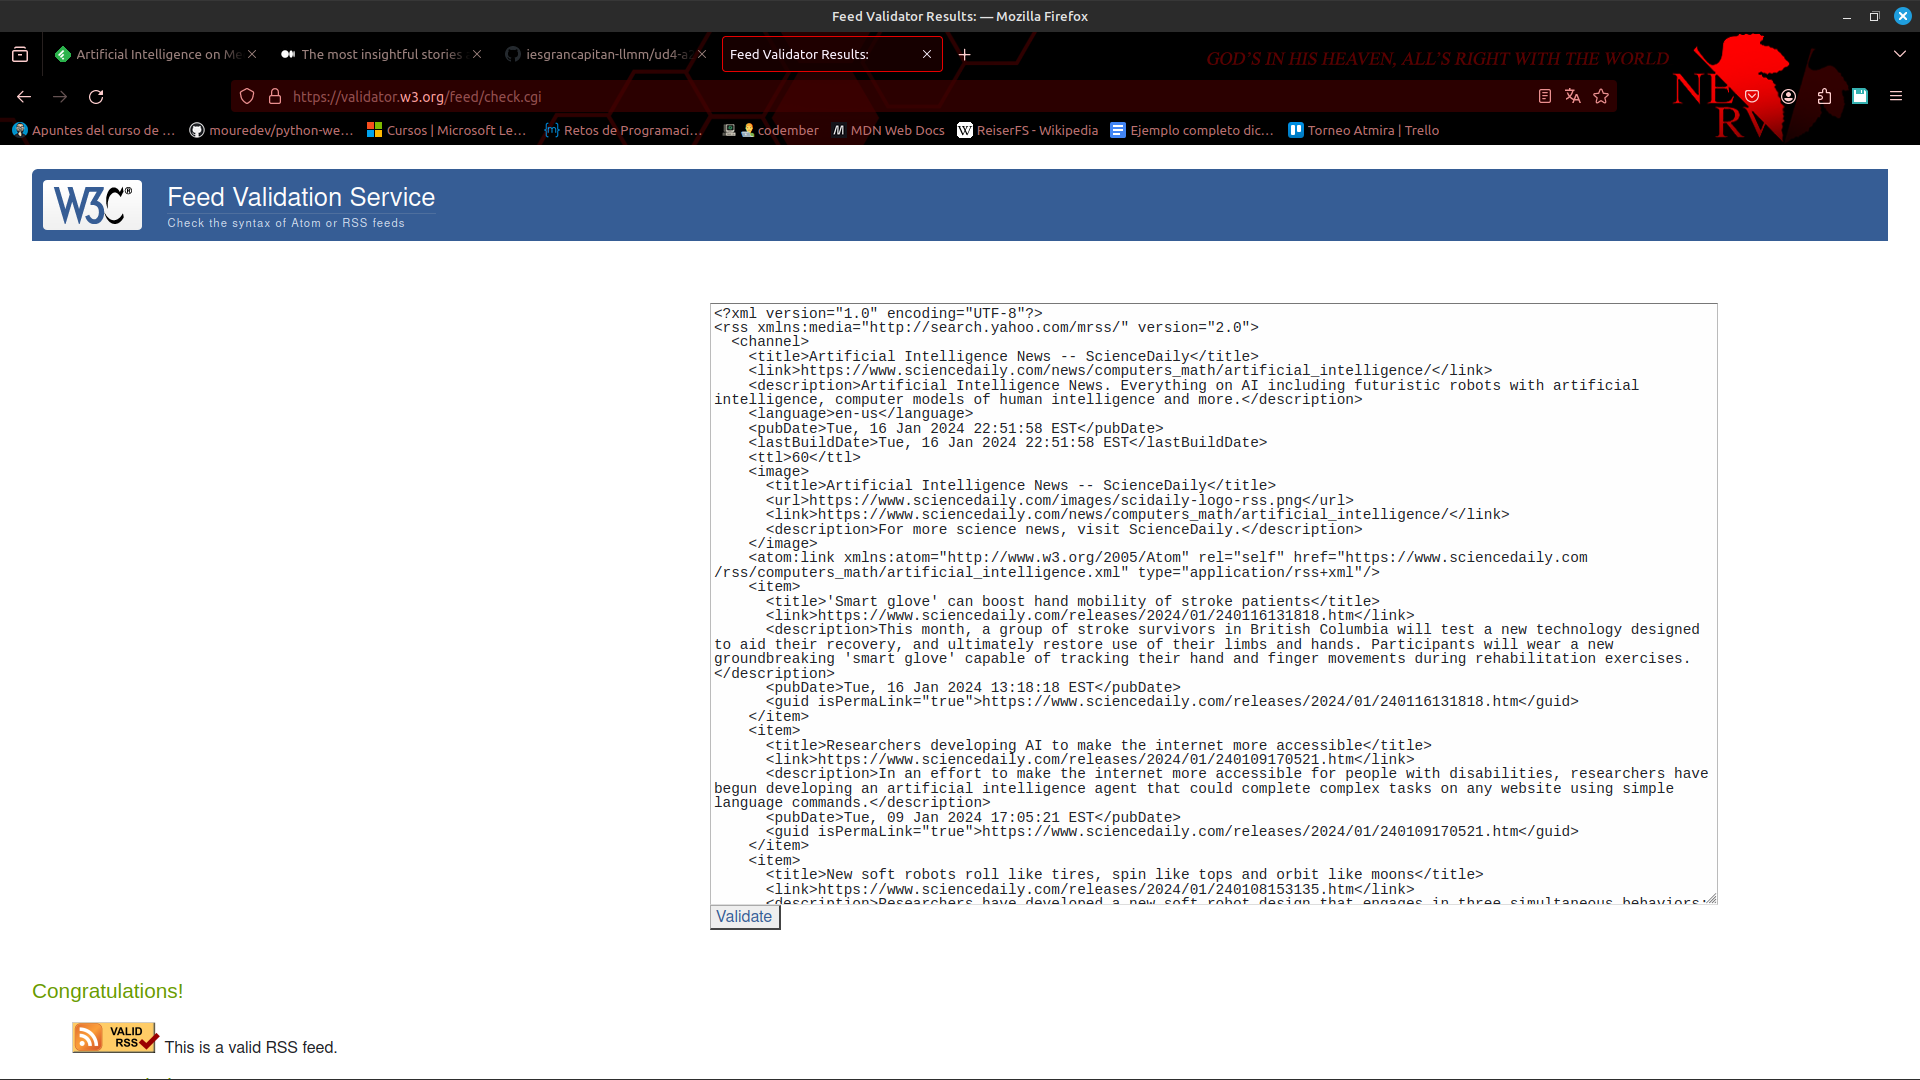 Feed Validator Results: — Mozilla Firefox
Artificial Intelligence on Me
The most insightful stories
iesgrancapitan-llmm/ud4-a
Feed Validator Results:
GOD'S IN HIS HEAVEN, ALL'S RIGHT WITH THE WORLD
NERV
https://validator.w3.org/feed/check.cgi
Apuntes del curso de ...
mouredev/python-we...
Cursos | Microsoft Le...
Retos de Programaci...
codember
MDN Web Docs
ReiserFS - Wikipedia
Ejemplo completo dic...
Torneo Atmira | Trello
W3C®
Feed Validation Service
Check the syntax of Atom or RSS feeds
<?xml version="1.0" encoding="UTF-8"?>
<rss xmlns:media="http://search.yahoo.com/mrss/" version="2.0">
<channel>
<title>Artificial Intelligence News -- ScienceDaily</title>
<link>https://www.sciencedaily.com/news/computers_math/artificial_intelligence/</link>
<description>Artificial Intelligence News. Everything on AI including futuristic robots with artificial
intelligence, computer models of human intelligence and more.</description>
<language>en-us</language>
<pubDate>Tue, 16 Jan 2024 22:51:58 EST</pubDate>
<lastBuildDate>Tue, 16 Jan 2024 22:51:58 EST</lastBuildDate>
<ttl>60</ttl>
<image>
<title>Artificial Intelligence News -- ScienceDaily</title>
<url>https://www.sciencedaily.com/images/scidaily-logo-rss.png</url>
<link>https://www.sciencedaily.com/news/computers_math/artificial_intelligence/</link>
<description>For more science news, visit ScienceDaily.</description>
</image>
<atom:link xmlns:atom="http://www.w3.org/2005/Atom" rel="self" href="https://www.sciencedaily.com
/rss/computers_math/artificial_intelligence.xml" type="application/rss+xml"/>
<item>
<title>'Smart glove' can boost hand mobility of stroke patients</title>
<link>https://www.sciencedaily.com/releases/2024/01/240116131818.htm</link>
<description>This month, a group of stroke survivors in British Columbia will test a new technology designed
to aid their recovery, and ultimately restore use of their limbs and hands. Participants will wear a new
groundbreaking 'smart glove' capable of tracking their hand and finger movements during rehabilitation exercises.
</description>
<pubDate>Tue, 16 Jan 2024 13:18:18 EST</pubDate>
<guid isPermaLink="true">https://www.sciencedaily.com/releases/2024/01/240116131818.htm</guid>
</item>
<item>
<title>Researchers developing AI to make the internet more accessible</title>
<link>https://www.sciencedaily.com/releases/2024/01/240109170521.htm</link>
<description>In an effort to make the internet more accessible for people with disabilities, researchers have
begun developing an artificial intelligence agent that could complete complex tasks on any website using simple
language commands.</description>
<pubDate>Tue, 09 Jan 2024 17:05:21 EST</pubDate>
<guid isPermaLink="true">https://www.sciencedaily.com/releases/2024/01/240109170521.htm</guid>
</item>
<item>
<title>New soft robots roll like tires, spin like tops and orbit like moons</title>
<link>https://www.sciencedaily.com/releases/2024/01/240108153135.htm</link>
<description>Researchers have developed a new soft robot design that engages in three simultaneous behaviors:
Validate
Congratulations!
VALID
RSS
This is a valid RSS feed.